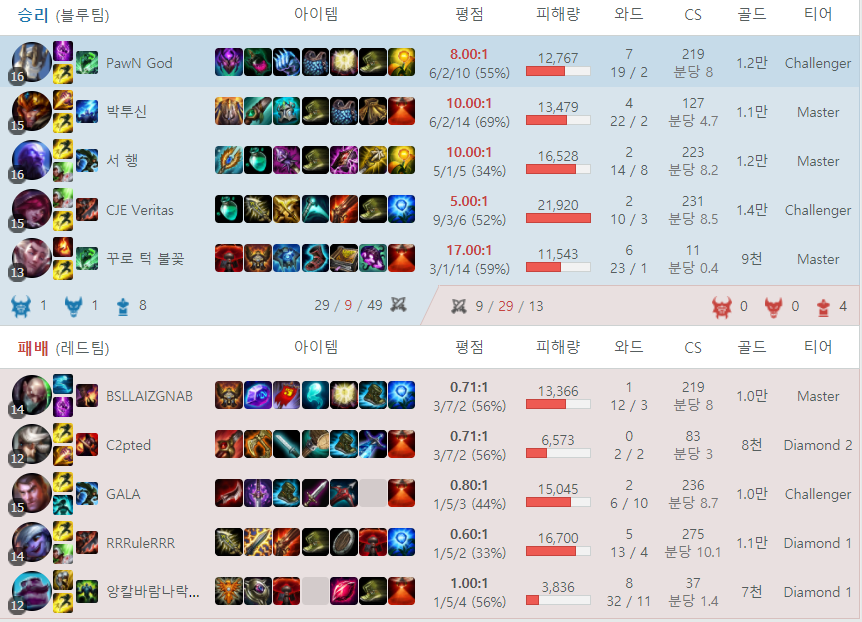 승리 (블루팀) 아이템 평점 피해량 와드 CS 골드 티어
16 PawN God 8.00:1 6/2/10 (55%) 12,767 7 19 / 2 219 분당 8 1.2만 Challenger
15 박투신 10.00:1 6/2/14 (69%) 13,479 4 22 / 2 127 분당 4.7 1.1만 Master
16 서 행 10.00:1 5/1/5 (34%) 16,528 2 14 / 8 223 분당 8.2 1.2만 Master
15 CJE Veritas 5.00:1 9/3/6 (52%) 21,920 2 10 / 3 231 분당 8.5 1.4만 Challenger
13 꾸로 턱 불꽃 17.00:1 3/1/14 (59%) 11,543 6 23 / 1 11 분당 0.4 9천 Master
1 1 8 29 / 9 / 49 9 / 29 / 13 0 0 4
패배 (레드팀) 아이템 평점 피해량 와드 CS 골드 티어
14 BSLLAIZGNAB 0.71:1 3/7/2 (56%) 13,366 1 12 / 3 219 분당 8 1.0만 Master
12 C2pted 0.71:1 3/7/2 (56%) 6,573 0 2 / 2 83 분당 3 8천 Diamond 2
15 GALA 0.80:1 1/5/3 (44%) 15,045 2 6 / 10 236 분당 8.7 1.0만 Challenger
14 RRRuleRRR 0.60:1 1/5/2 (33%) 16,700 5 13 / 4 275 분당 10.1 1.1만 Diamond 1
12 앙칼바람나락... 1.00:1 1/5/4 (56%) 3,836 8 32 / 11 37 분당 1.4 7천 Diamond 1